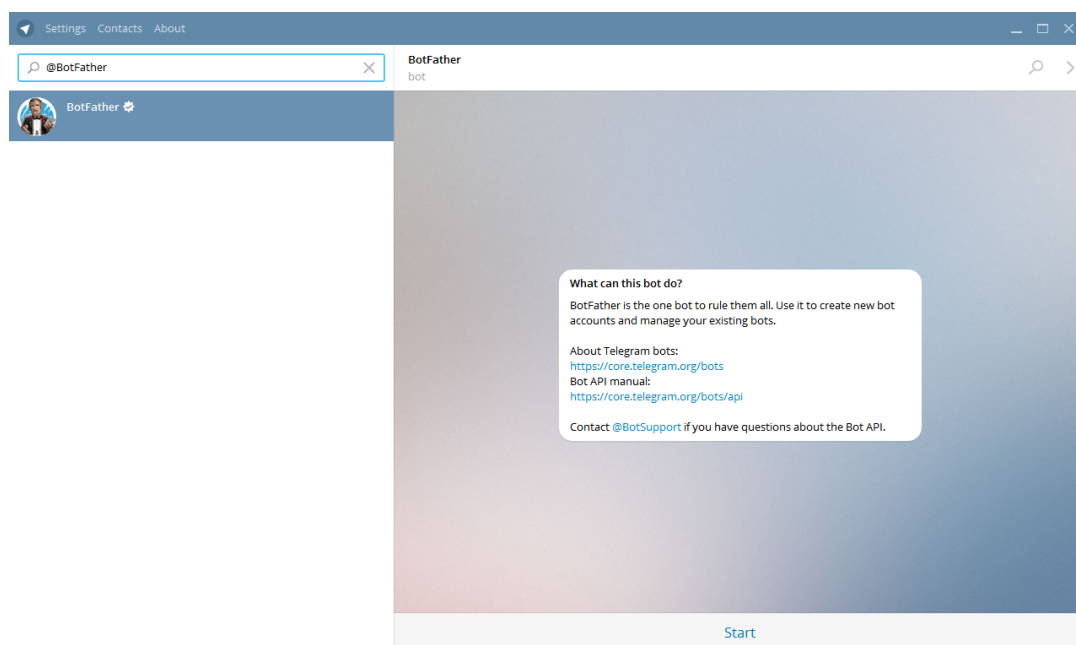 Settings Contacts About
@BotFather
BotFather
BotFather
bot
What can this bot do?
BotFather is the one bot to rule them all. Use it to create new bot
accounts and manage your existing bots.
About Telegram bots:
https://core.telegram.org/bots
Bot API manual:
https://core.telegram.org/bots/api
Contact @BotSupport if you have questions about the Bot API.
Start